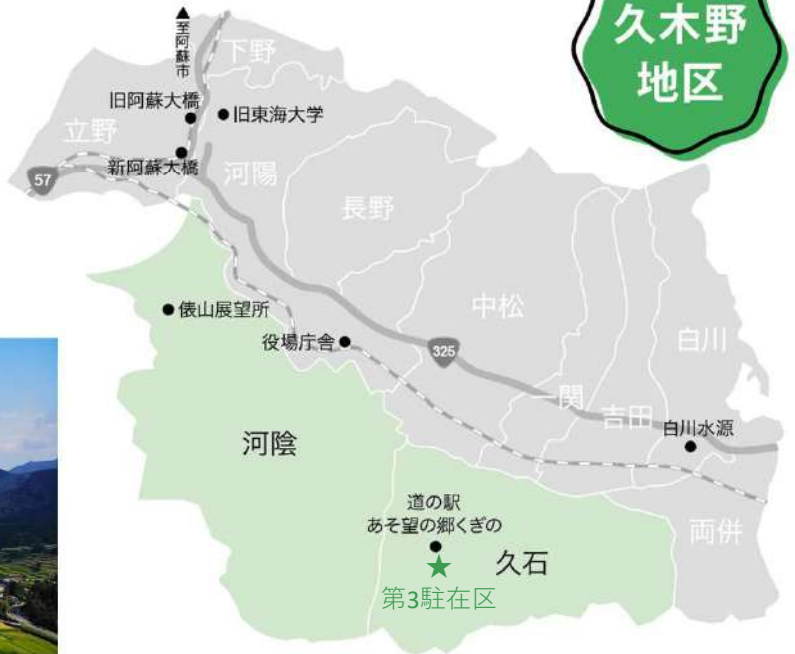 久木野
地区
▲至阿蘇市
下野
旧阿蘇大橋
旧東海大学
立野
新阿蘇大橋
57
河陽
長野
俵山展望所
中松
役場庁舎
325
白川
一関
吉田
白川水源
河陰
道の駅
あそ望の郷くぎの
久石
両併
★
第3駐在区